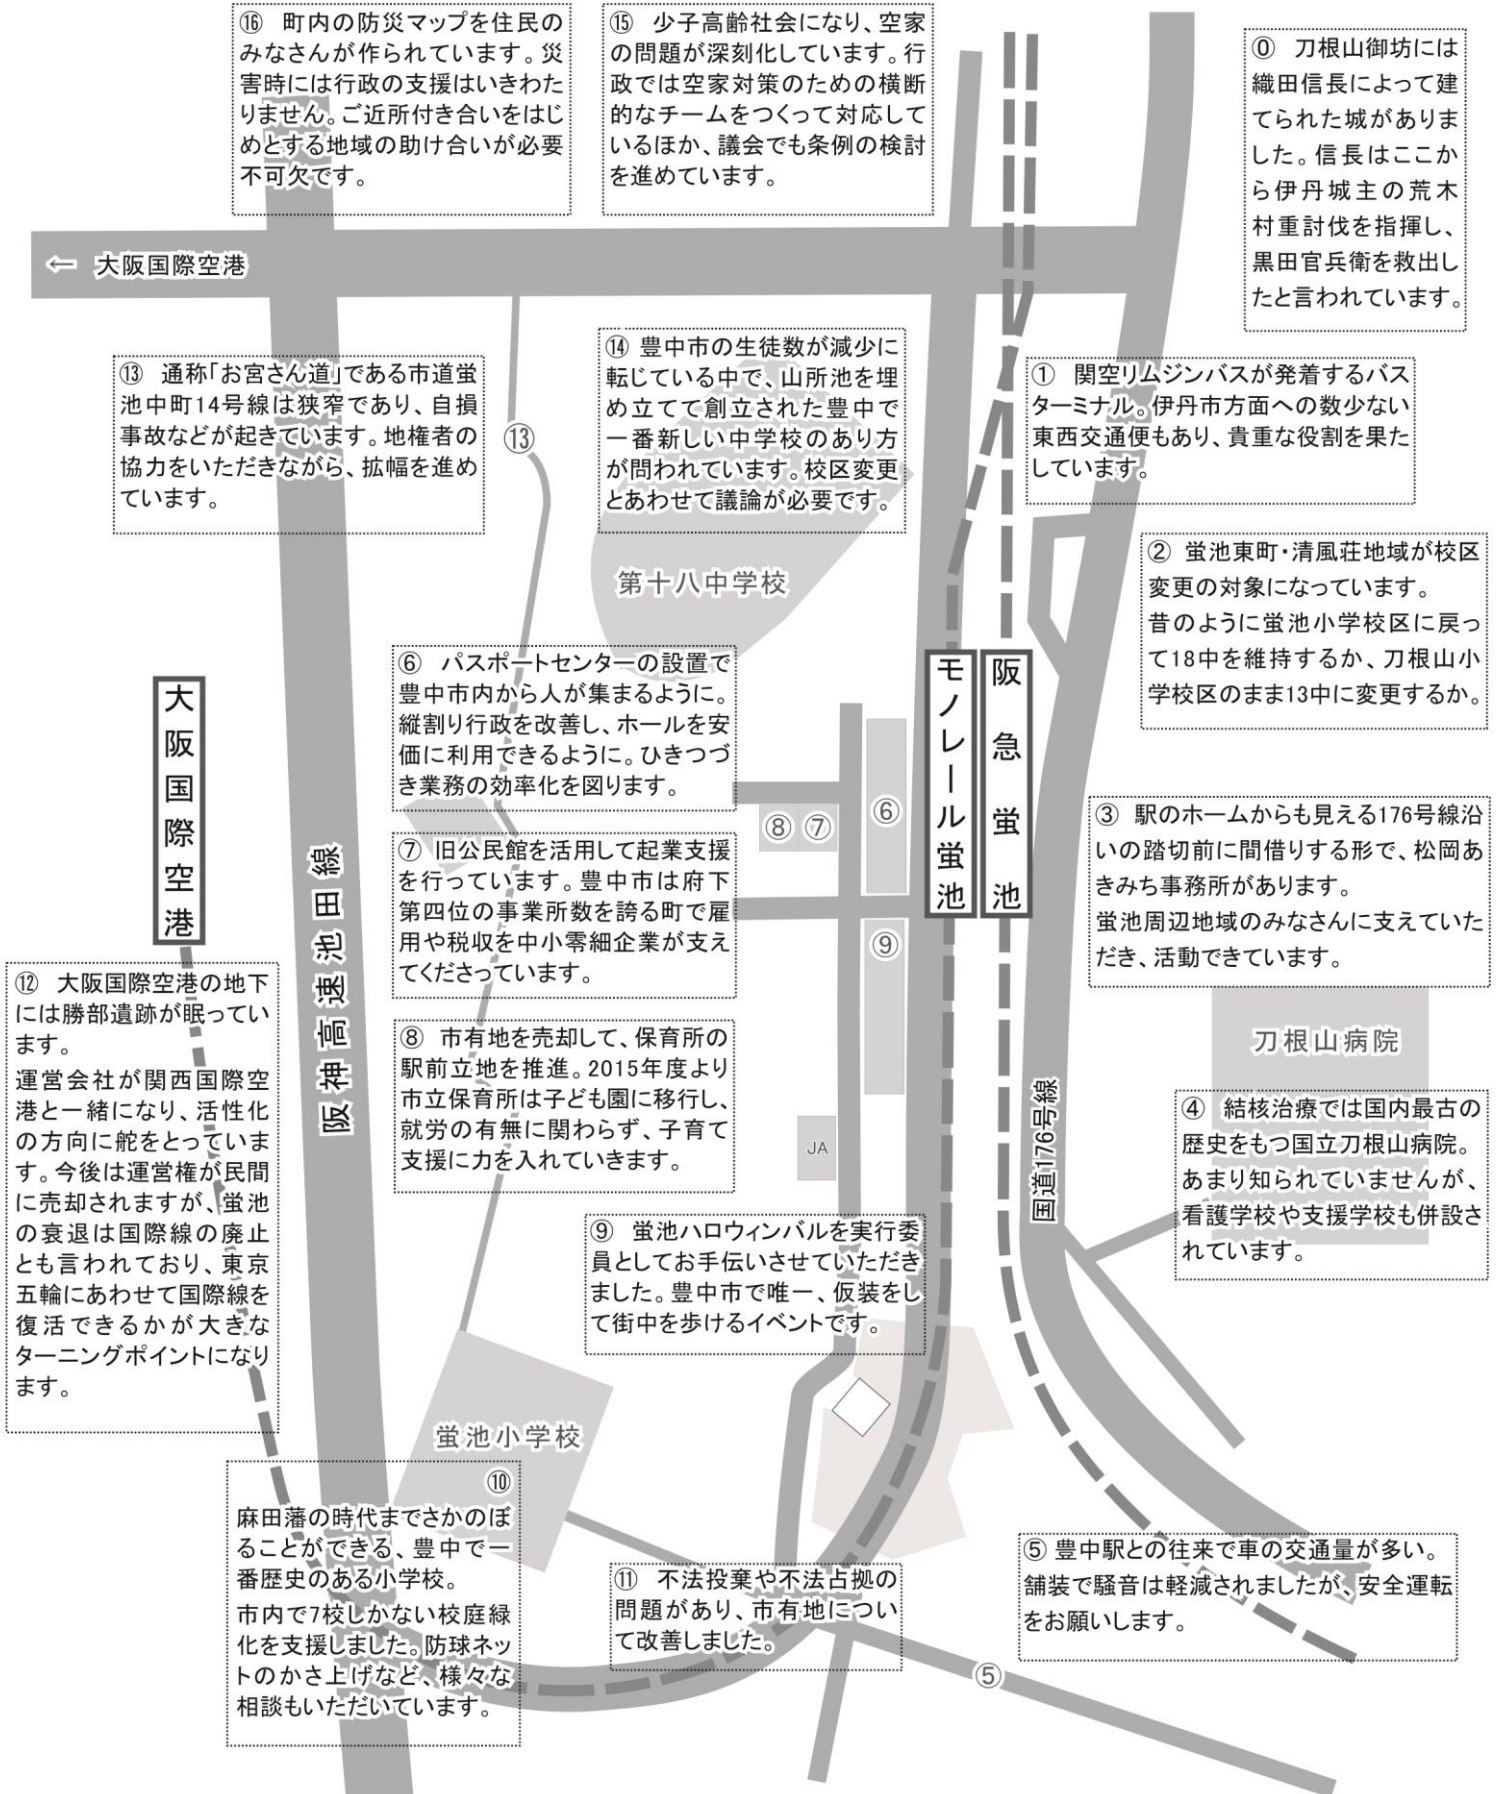 ⑯ 町内の防災マップを住民の
みなさんが作られています。災
害時には行政の支援はいきわた
りません。ご近所付き合いをはじ
めとする地域の助け合いが必要
不可欠です。
⑮ 少子高齢社会になり、空家
の問題が深刻化しています。行
政では空家対策のための横断
的なチームをつくって対応して
いるほか、議会でも条例の検討
を進めています。
⓪ 刀根山御坊には
織田信長によって建
てられた城がありま
した。信長はここか
ら伊丹城主の荒木
村重討伐を指揮し、
黒田官兵衛を救出し
たと言われています。
← 大阪国際空港
⑬ 通称「お宮さん道」である市道蛍
池中町14号線は狭窄であり、自損
事故などが起きています。地権者の
協力をいただきながら、拡幅を進め
ています。
⑬
⑭ 豊中市の生徒数が減少に
転じている中で、山所池を埋
め立てて創立された豊中で
一番新しい中学校のあり方
が問われています。校区変更
とあわせて議論が必要です。
第十八中学校
① 関空リムジンバスが発着するバス
ターミナル。伊丹市方面への数少ない
東西交通便もあり、貴重な役割を果た
しています。
② 蛍池東町・清風荘地域が校区
変更の対象になっています。
昔のように蛍池小学校区に戻っ
て18中を維持するか、刀根山小
学校区のまま13中に変更するか。
⑥ パスポートセンターの設置で
豊中市内から人が集まるように。
縦割り行政を改善し、ホールを安
価に利用できるように。ひきつづ
き業務の効率化を図ります。
大阪国際空港
阪神高速池田線
モノレール蛍池
阪急蛍池
⑧
⑦
⑥
⑨
③ 駅のホームからも見える176号線沿
いの踏切前に間借りする形で、松岡あ
きみち事務所があります。
蛍池周辺地域のみなさんに支えていた
だき、活動できています。
⑦ 旧公民館を活用して起業支援
を行っています。豊中市は府下
第四位の事業所数を誇る町で雇
用や税収を中小零細企業が支え
てくださっています。
⑫ 大阪国際空港の地下
には勝部遺跡が眠ってい
ます。
運営会社が関西国際空
港と一緒になり、活性化
の方向に舵をとっていま
す。今後は運営権が民間
に売却されますが、蛍池
の衰退は国際線の廃止
とも言われており、東京
五輪にあわせて国際線を
復活できるかが大きな
ターニングポイントになり
ます。
⑧ 市有地を売却して、保育所の
駅前立地を推進。2015年度より
市立保育所は子ども園に移行し、
就労の有無に関わらず、子育て
支援に力を入れていきます。
JA
国道176号線
刀根山病院
④ 結核治療では国内最古の
歴史をもつ国立刀根山病院。
あまり知られていませんが、
看護学校や支援学校も併設さ
れています。
⑨ 蛍池ハロウィンバルを実行委
員としてお手伝いさせていただき
ました。豊中市で唯一、仮装をし
て街中を歩けるイベントです。
蛍池小学校
⑩
麻田藩の時代までさかのぼ
ることができる、豊中で一
番歴史のある小学校。
市内で7校しかない校庭緑
化を支援しました。防球ネッ
トのかさ上げなど、様々な
相談もいただいています。
⑪ 不法投棄や不法占拠の
問題があり、市有地につい
て改善しました。
⑤ 豊中駅との往来で車の交通量が多い。
舗装で騒音は軽減されましたが、安全運転
をお願いします。
⑤